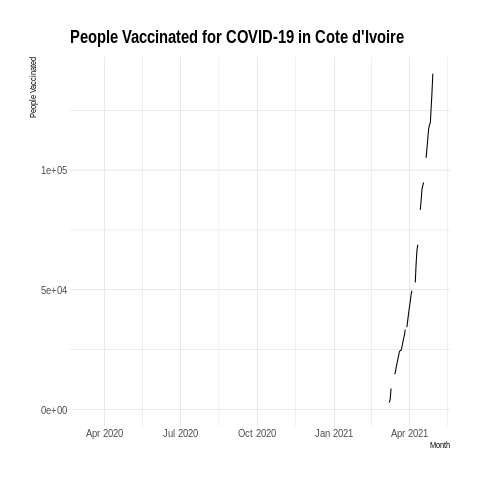 People Vaccinated for COVID-19 in Cote d'Ivoire
People Vaccinated
1e+05
5e+04
0e+00
Apr 2020 Jul 2020 Oct 2020 Jan 2021 Apr 2021
Month